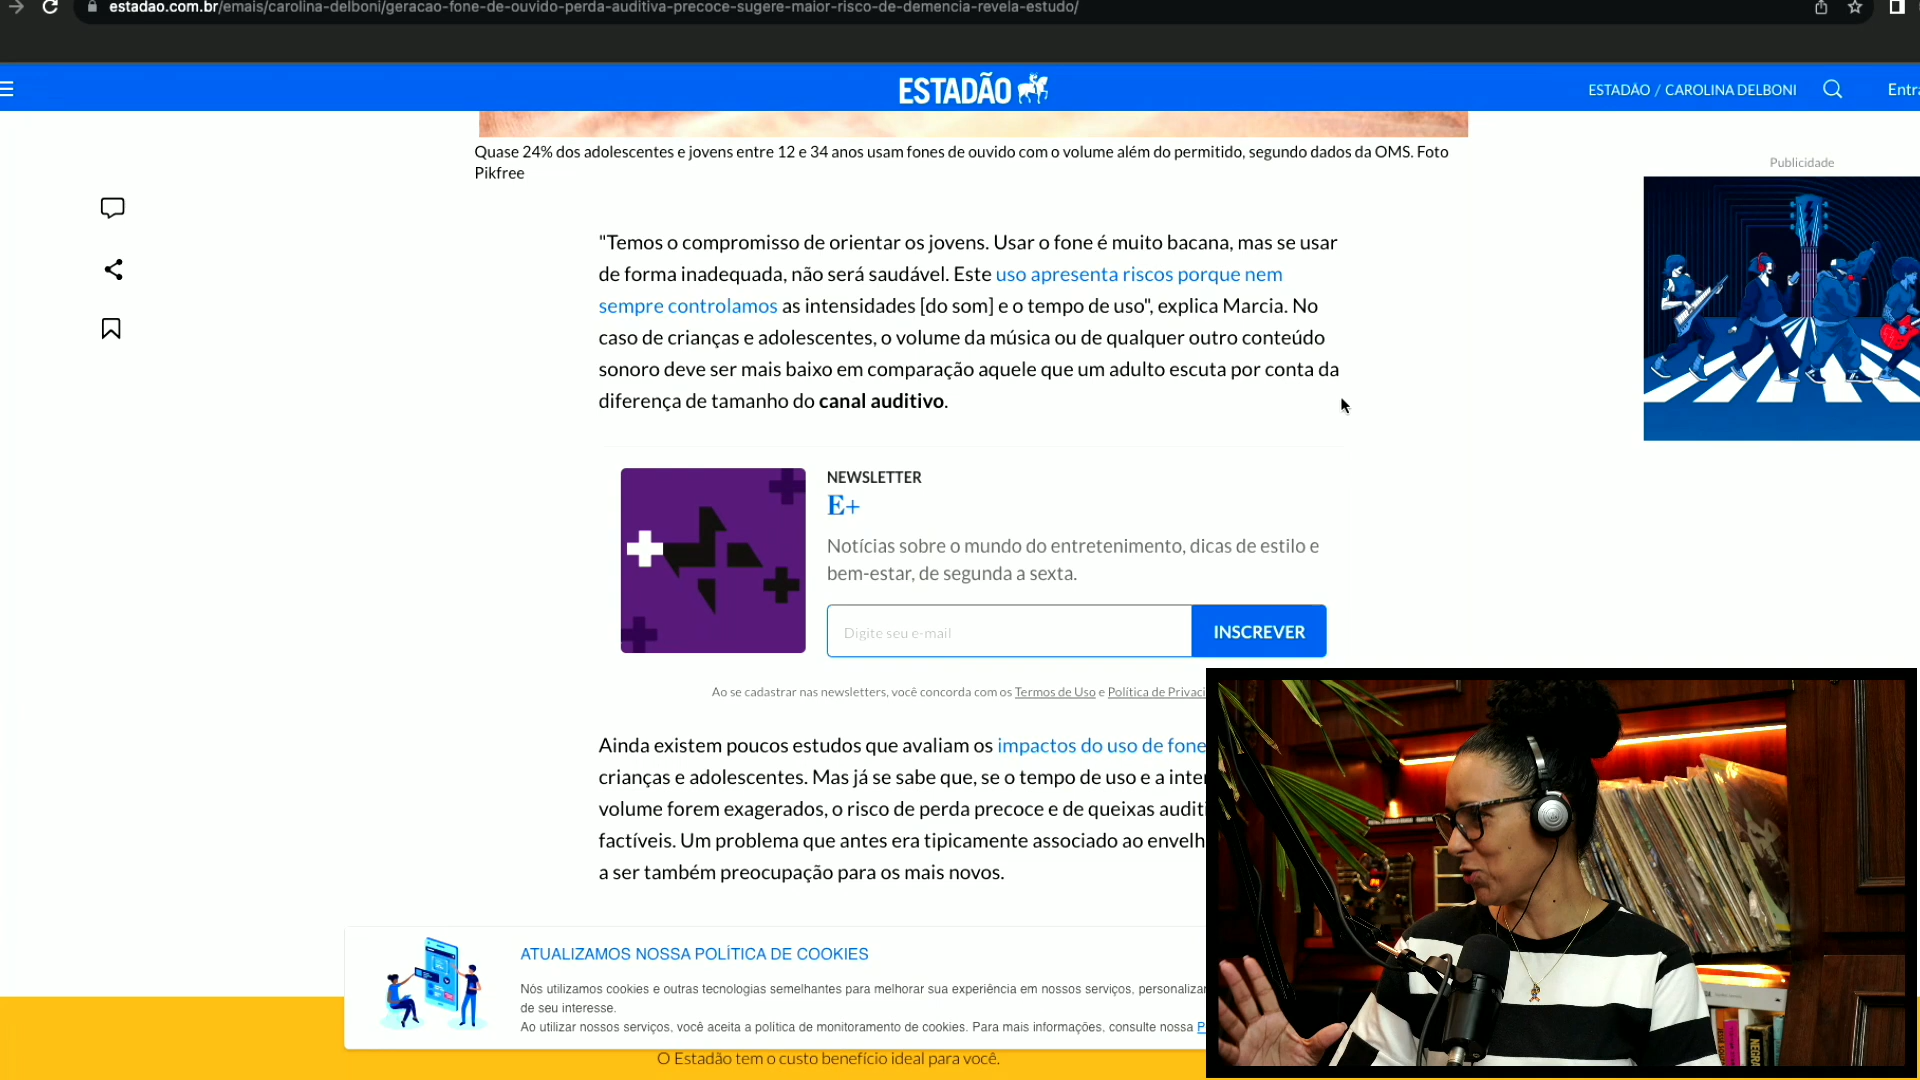 estadao.com.br/emais/carolina-delboni/geracao-fone-de-ouvido-perda-auditiva-precoce-sugere-maior-risco-de-demencia-revela-estudo/
ESTADÃO
ESTADÃO / CAROLINA DELBONI
Entra
Quase 24% dos adolescentes e jovens entre 12 e 34 anos usam fones de ouvido com o volume além do permitido, segundo dados da OMS. Foto
Pikfree
Publicidade
"Temos o compromisso de orientar os jovens. Usar o fone é muito bacana, mas se usar
de forma inadequada, não será saudável. Este uso apresenta riscos porque nem
sempre controlamos as intensidades [do som] e o tempo de uso", explica Marcia. No
caso de crianças e adolescentes, o volume da música ou de qualquer outro conteúdo
sonoro deve ser mais baixo em comparação aquele que um adulto escuta por conta da
diferença de tamanho do canal auditivo.
NEWSLETTER
E+
Notícias sobre o mundo do entretenimento, dicas de estilo e
bem-estar, de segunda a sexta.
Digite seu e-mail
INSCREVER
Ao se cadastrar nas newsletters, você concorda com os Termos de Uso e Política de Privaci
Ainda existem poucos estudos que avaliam os impactos do uso de fone
crianças e adolescentes. Mas já se sabe que, se o tempo de uso e a inte
volume forem exagerados, o risco de perda precoce e de queixas auditi
factíveis. Um problema que antes era tipicamente associado ao envelh
a ser também preocupação para os mais novos.
ATUALIZAMOS NOSSA POLÍTICA DE COOKIES
Nós utilizamos cookies e outras tecnologias semelhantes para melhorar sua experiência em nossos serviços, personalizar
de seu interesse.
Ao utilizar nossos serviços, você aceita a política de monitoramento de cookies. Para mais informações, consulte nossa P
O Estadão tem o custo benefício ideal para você.